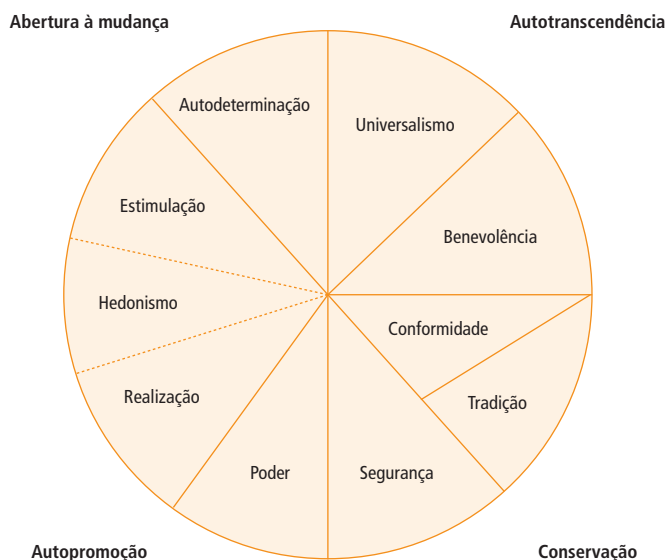 Abertura à mudança
Autotranscendência
Autodeterminação
Universalismo
Estimulação
Benevolência
Hedonismo
Conformidade
Realização
Tradição
Poder
Segurança
Autopromoção
Conservação